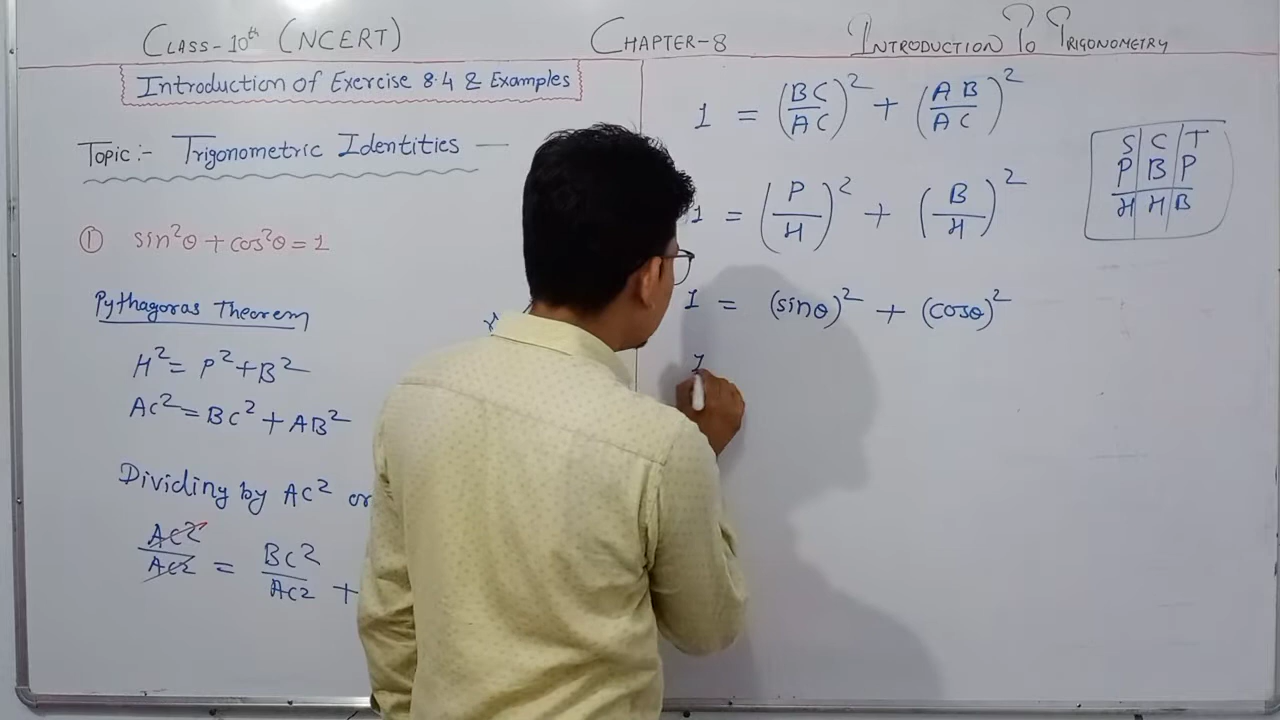 CLASS-10th (NCERT)
CHAPTER-8
INTRODUCTION TO TRIGONOMETRY
Introduction of Exercise 8.4 & Examples
Topic:- Trigonometric Identities —
① sin²θ + cos²θ = 1
Pythagoras Theorem
H² = P² + B²
AC² = BC² + AB²
Dividing by AC² or
AC²/AC² = BC²/AC² +
H
1 = (BC/AC)² + (AB/AC)²
1 = (P/H)² + (B/H)²
1 = (sinθ)² + (cosθ)²
1
S C T
P B P
H H B